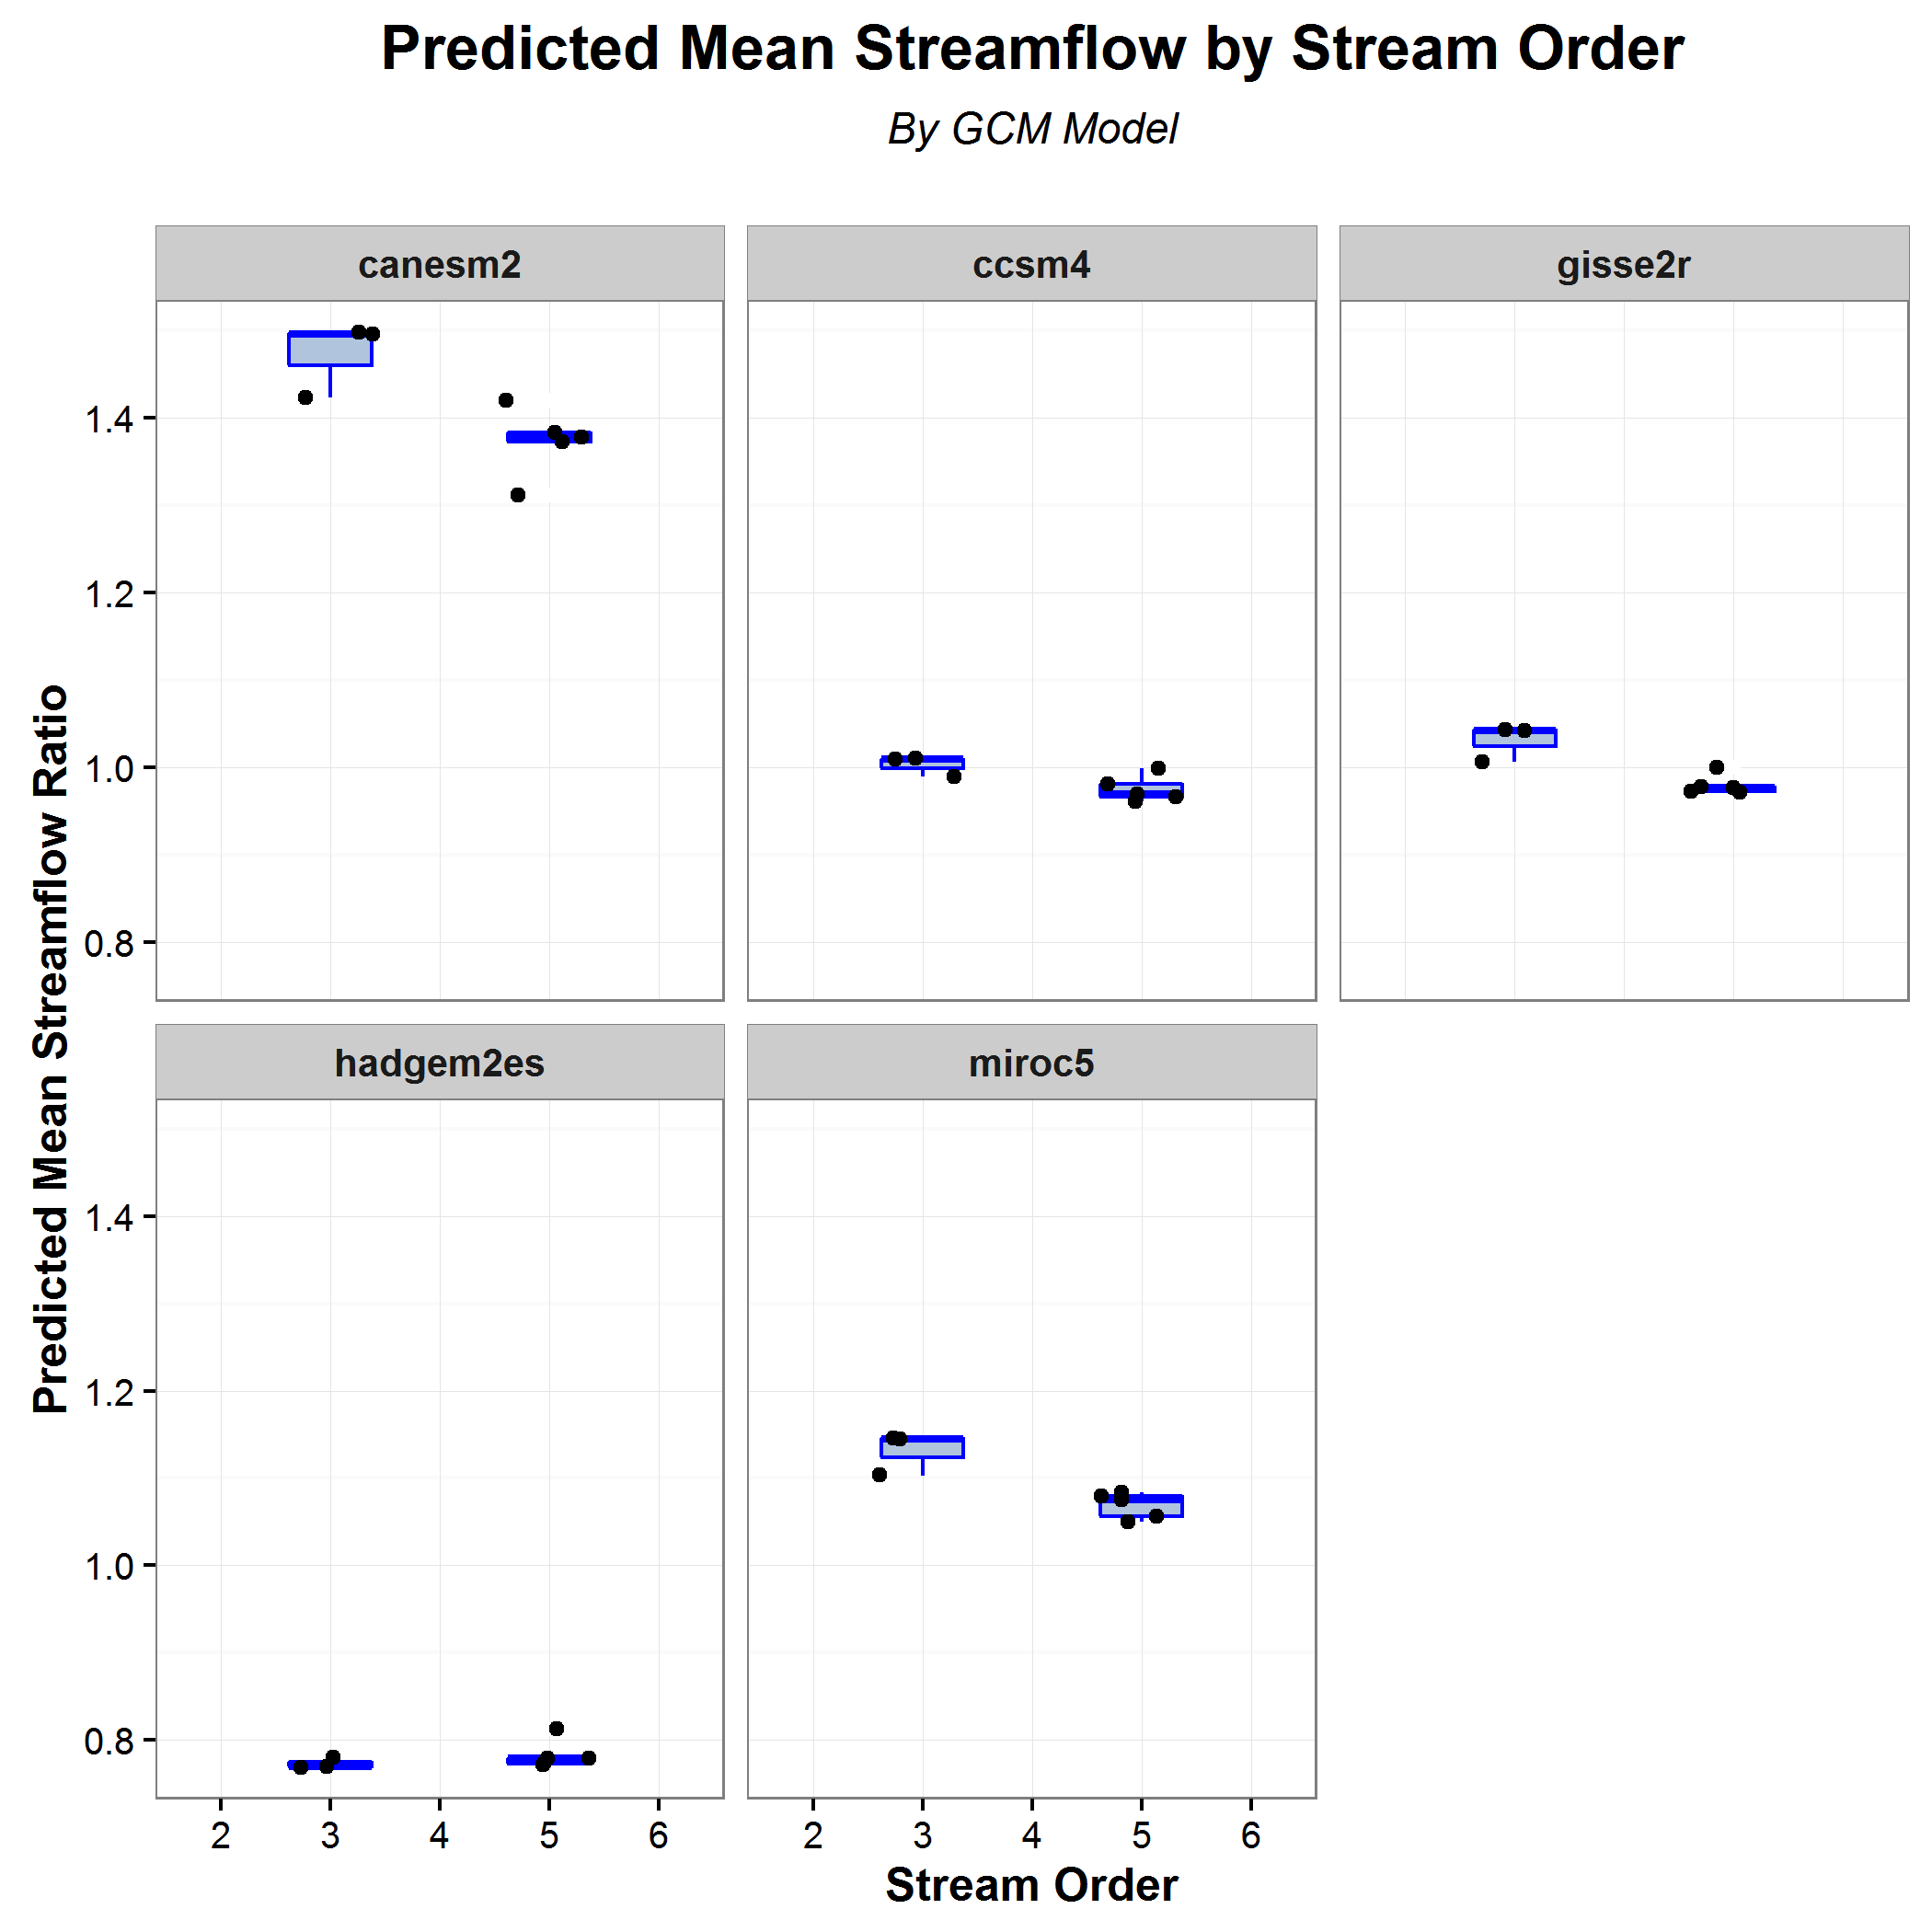 Predicted Mean Streamflow by Stream Order
By GCM Model
canesm2
ccsm4
gisse2r
1.4
1.2
1.0
0.8
Predicted Mean Streamflow Ratio
hadgem2es
miroc5
1.4
1.2
1.0
0.8
2 3 4 5 6
2 3 4 5 6
Stream Order